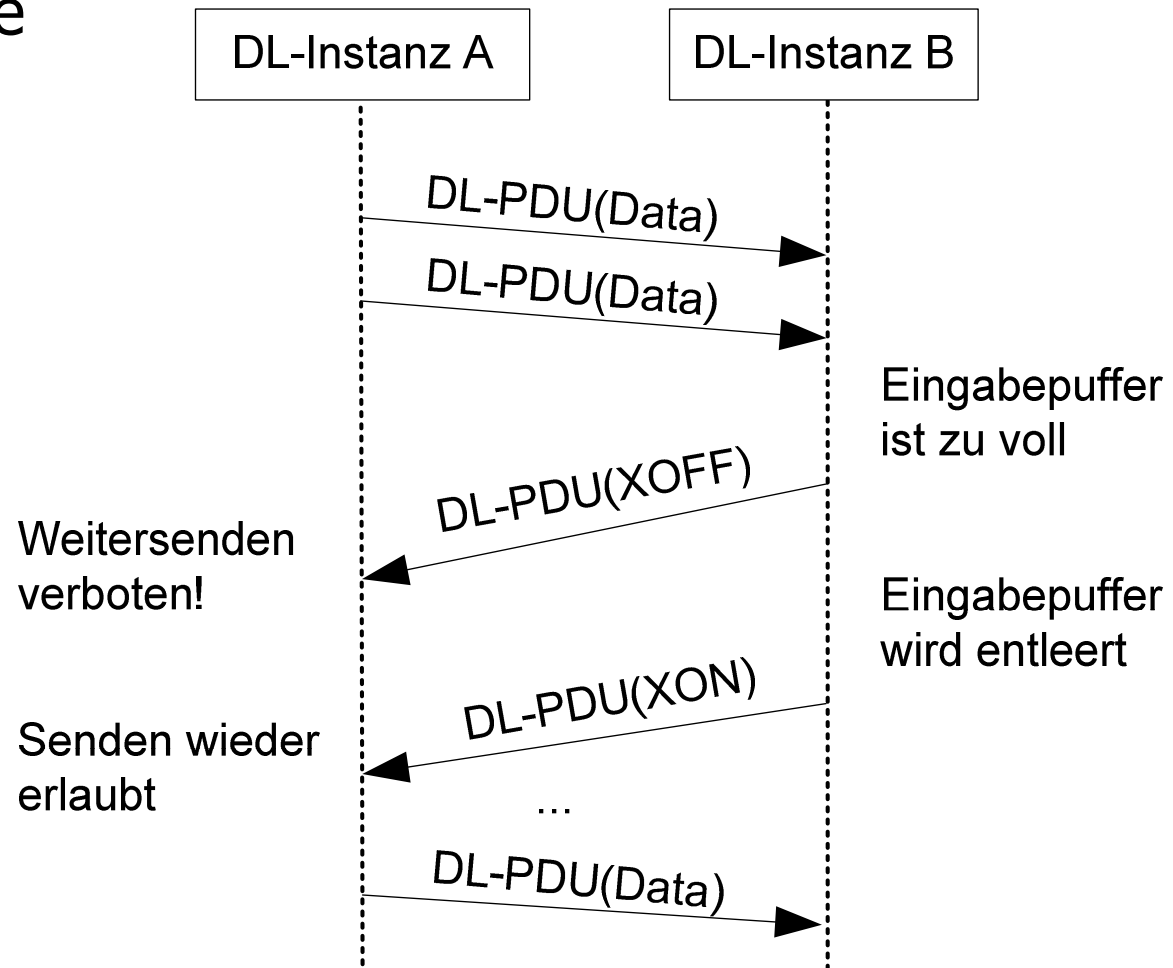 e
DL-Instanz A
DL-Instanz B
DL-PDU(Data)
DL-PDU(Data)
Eingabepuffer
ist zu voll
DL-PDU(XOFF)
Weitersenden
verboten!
Eingabepuffer
wird entleert
DL-PDU(XON)
Senden wieder
erlaubt
...
DL-PDU(Data)